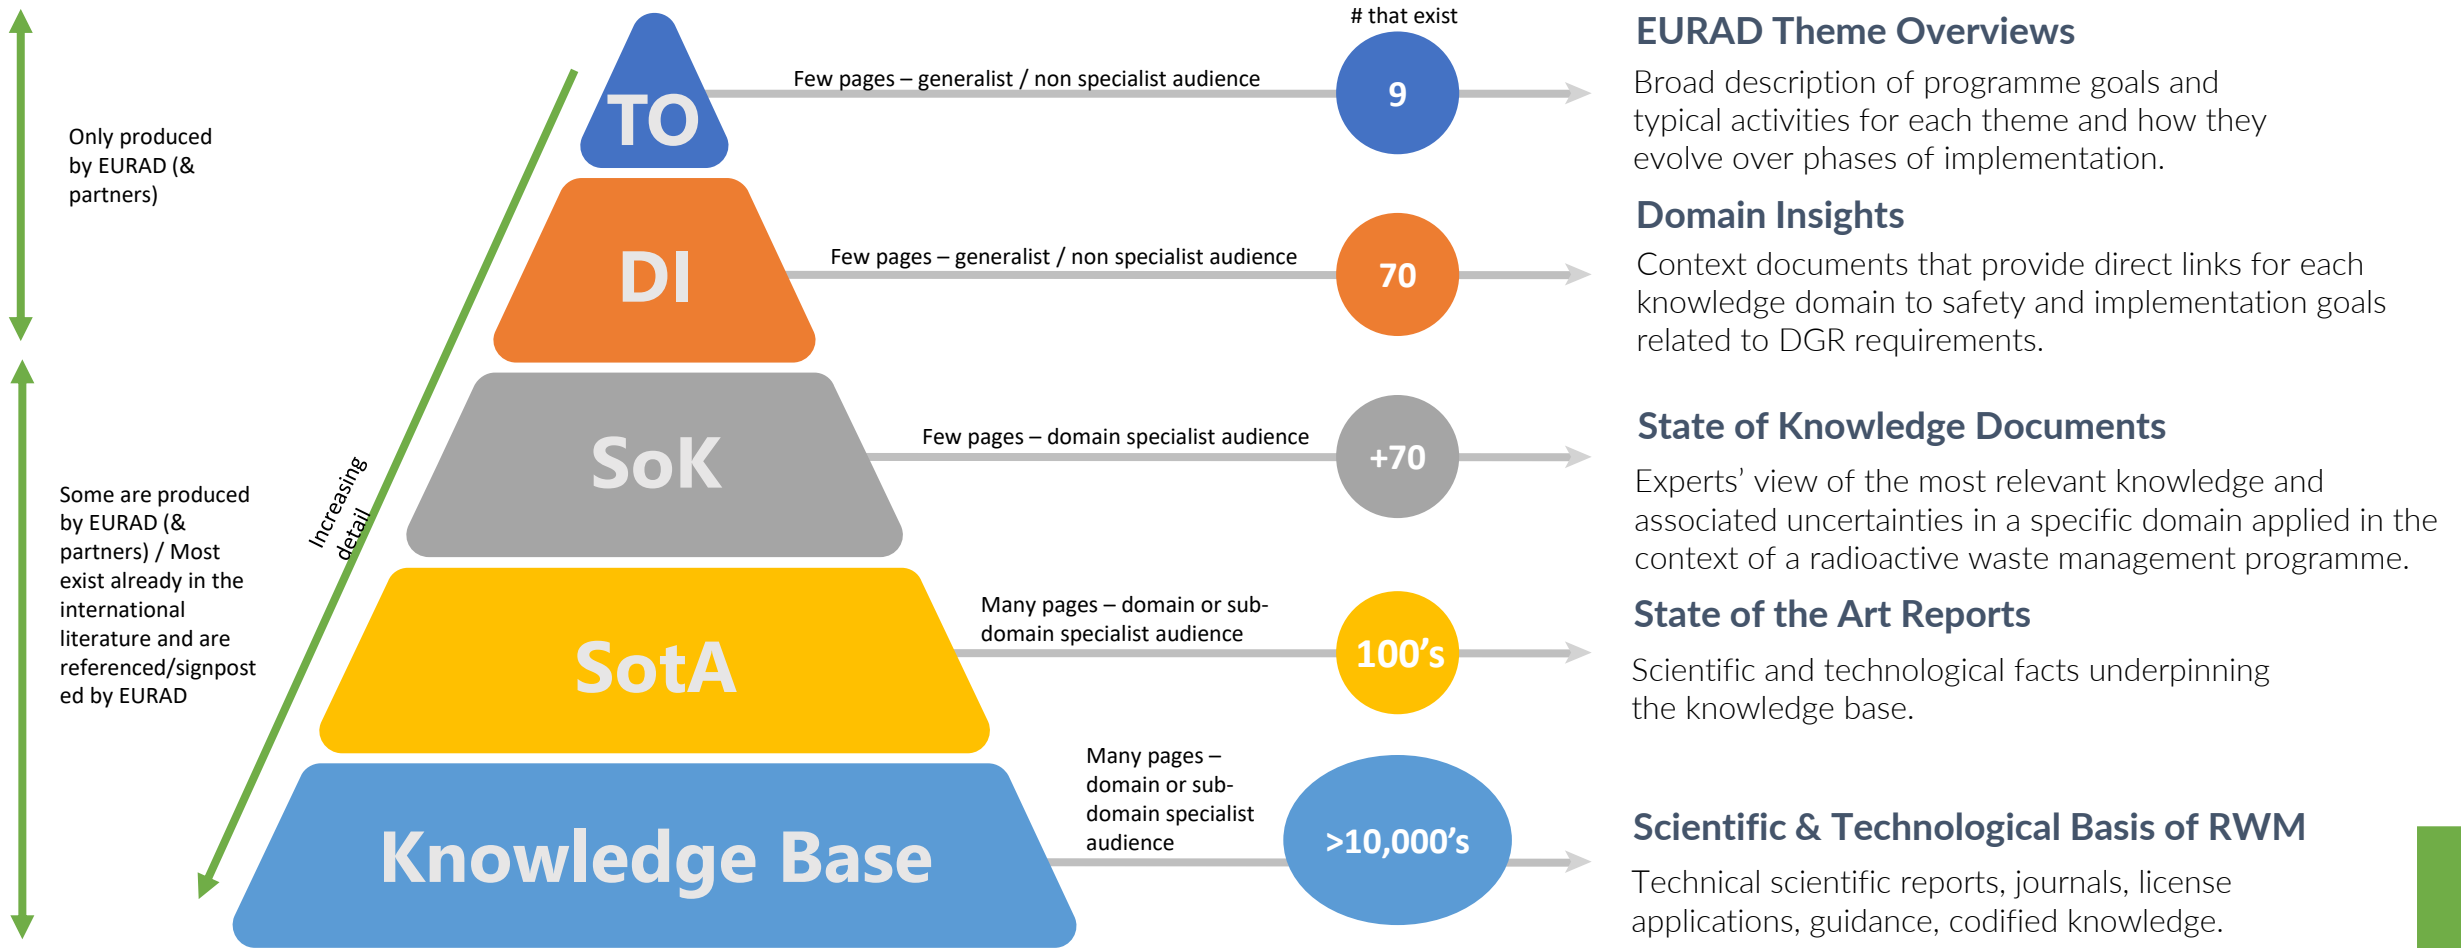 # that exist
TO
Few pages – generalist / non specialist audience
9
EURAD Theme Overviews
Broad description of programme goals and
typical activities for each theme and how they
evolve over phases of implementation.
Only produced
by EURAD (&
partners)
DI
Few pages – generalist / non specialist audience
70
Domain Insights
Context documents that provide direct links for each
knowledge domain to safety and implementation goals
related to DGR requirements.
Increasing
detail
SoK
Few pages – domain specialist audience
+70
State of Knowledge Documents
Experts’ view of the most relevant knowledge and
associated uncertainties in a specific domain applied in the
context of a radioactive waste management programme.
Some are produced
by EURAD (&
partners) / Most
exist already in the
international
literature and are
referenced/signpost
ed by EURAD
SotA
Many pages – domain or sub-
domain specialist audience
100’s
State of the Art Reports
Scientific and technological facts underpinning
the knowledge base.
Knowledge Base
Many pages –
domain or sub-
domain specialist
audience
>10,000’s
Scientific & Technological Basis of RWM
Technical scientific reports, journals, license
applications, guidance, codified knowledge.